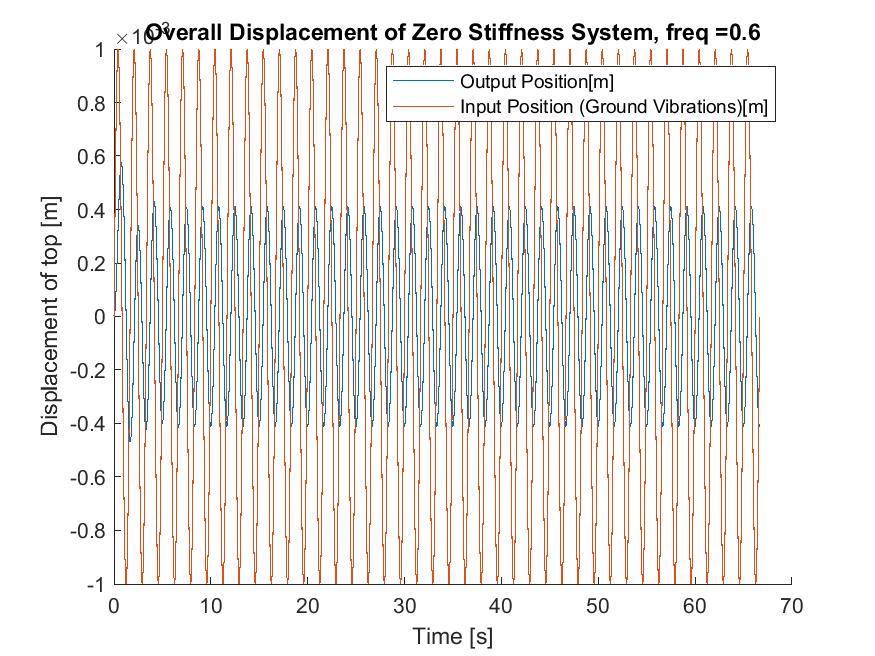 ×10-3
Overall Displacement of Zero Stiffness System, freq =0.6
Output Position[m]
Input Position (Ground Vibrations)[m]
Displacement of top [m]
1
0.8
0.6
0.4
0.2
0
-0.2
-0.4
-0.6
-0.8
-1
0 10 20 30 40 50 60 70
Time [s]